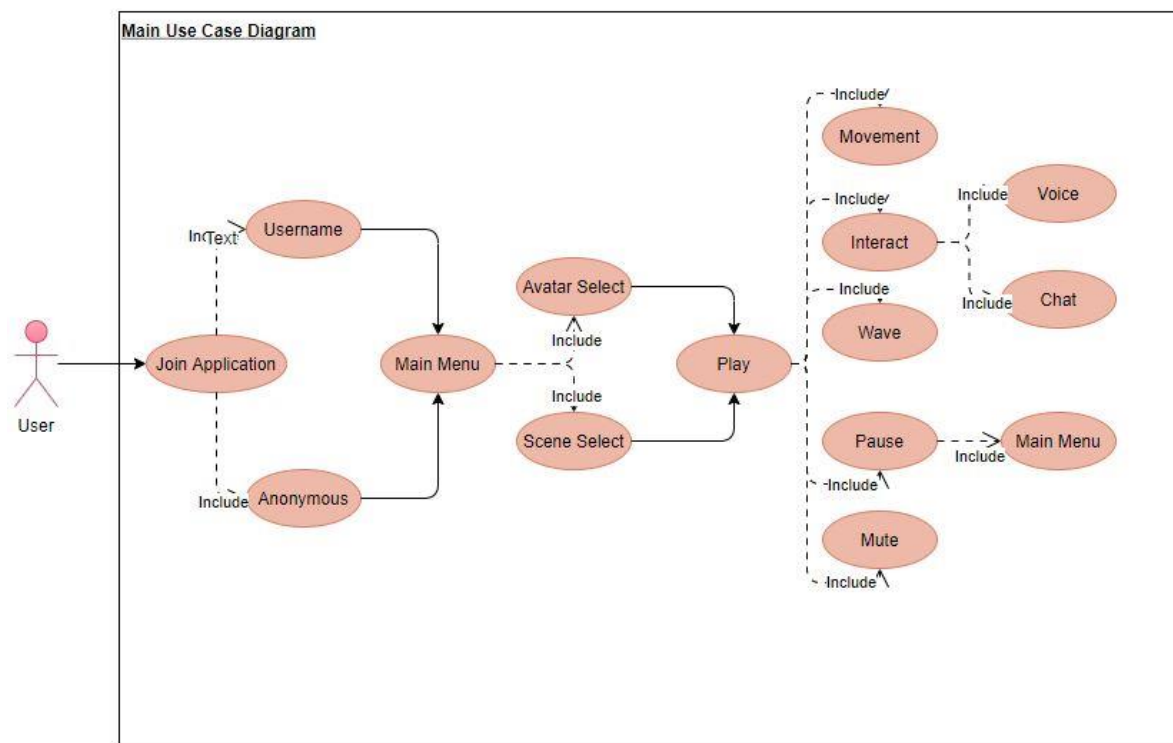 Main Use Case Diagram
User
Join Application
Text
Username
Include
Anonymous
Main Menu
Include
Avatar Select
Include
Scene Select
Play
Include
Movement
Include
Interact
Include
Voice
Include
Chat
Include
Wave
Pause
Include
Include
Main Menu
Mute
Include